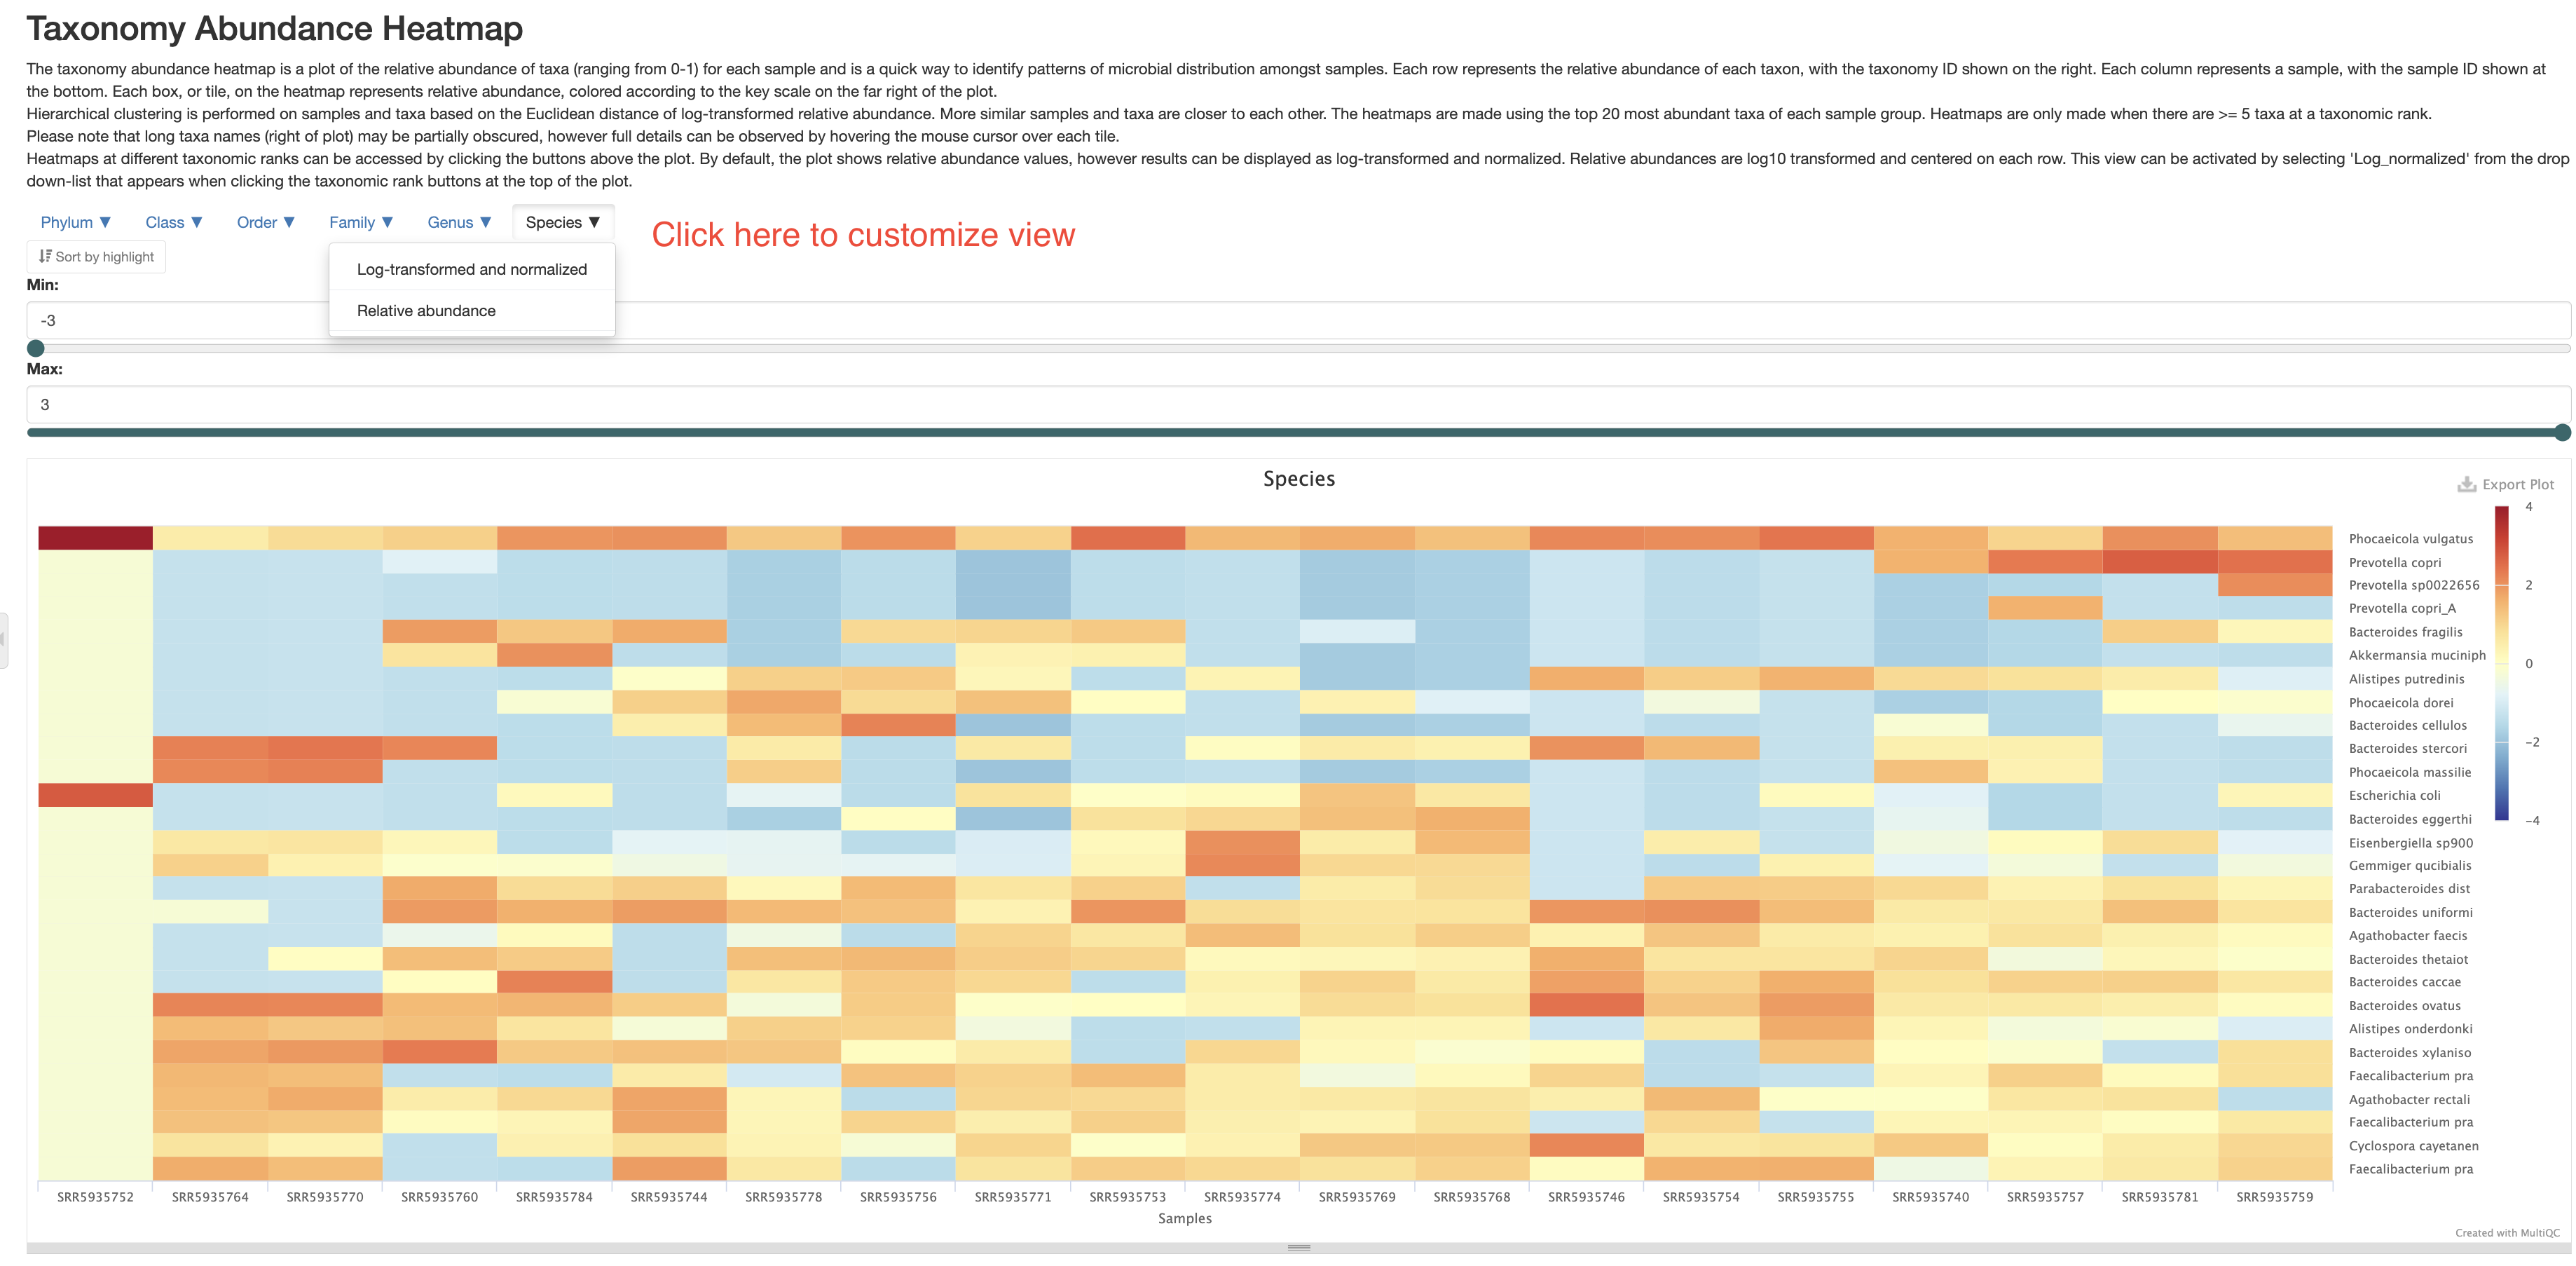 Taxonomy Abundance Heatmap
The taxonomy abundance heatmap is a plot of the relative abundance of taxa (ranging from 0-1) for each sample and is a quick way to identify patterns of microbial distribution amongst samples. Each row represents the relative abundance of each taxon, with the taxonomy ID shown on the right. Each column represents a sample, with the sample ID shown at
the bottom. Each box, or tile, on the heatmap represents relative abundance, colored according to the key scale on the far right of the plot.
Hierarchical clustering is performed on samples and taxa based on the Euclidean distance of log-transformed relative abundance. More similar samples and taxa are closer to each other. The heatmaps are made using the top 20 most abundant taxa of each sample group. Heatmaps are only made when there are >= 5 taxa at a taxonomic rank.
Please note that long taxa names (right of plot) may be partially obscured, however full details can be observed by hovering the mouse cursor over each tile.
Heatmaps at different taxonomic ranks can be accessed by clicking the buttons above the plot. By default, the plot shows relative abundance values, however results can be displayed as log-transformed and normalized. Relative abundances are log10 transformed and centered on each row. This view can be activated by selecting 'Log_normalized' from the drop
down-list that appears when clicking the taxonomic rank buttons at the top of the plot.
Phylum ▼ Class ▼ Order ▼ Family ▼ Genus ▼ Species ▼
Click here to customize view
Sort by highlight
Log-transformed and normalized
Relative abundance
Min:
-3
Max:
3
Species
Export Plot
Phocaeicola vulgatus
Prevotella copri
Prevotella sp0022656
Prevotella copri_A
Bacteroides fragilis
Akkermansia muciniph
Alistipes putredinis
Phocaeicola dorei
Bacteroides cellulos
Bacteroides stercori
Phocaeicola massilie
Escherichia coli
Bacteroides eggerthi
Eisenbergiella sp900
Gemmiger qucibialis
Parabacteroides dist
Bacteroides uniformi
Agathobacter faecis
Bacteroides thetaiot
Bacteroides caccae
Bacteroides ovatus
Alistipes onderdonki
Bacteroides xylaniso
Faecalibacterium pra
Agathobacter rectali
Faecalibacterium pra
Cyclospora cayetanen
Faecalibacterium pra
4
2
0
−2
−4
SRR5935752 SRR5935764 SRR5935770 SRR5935760 SRR5935784 SRR5935744 SRR5935778 SRR5935756 SRR5935771 SRR5935753 SRR5935774 SRR5935769 SRR5935768 SRR5935746 SRR5935754 SRR5935755 SRR5935740 SRR5935757 SRR5935781 SRR5935759
Samples
Created with MultiQC